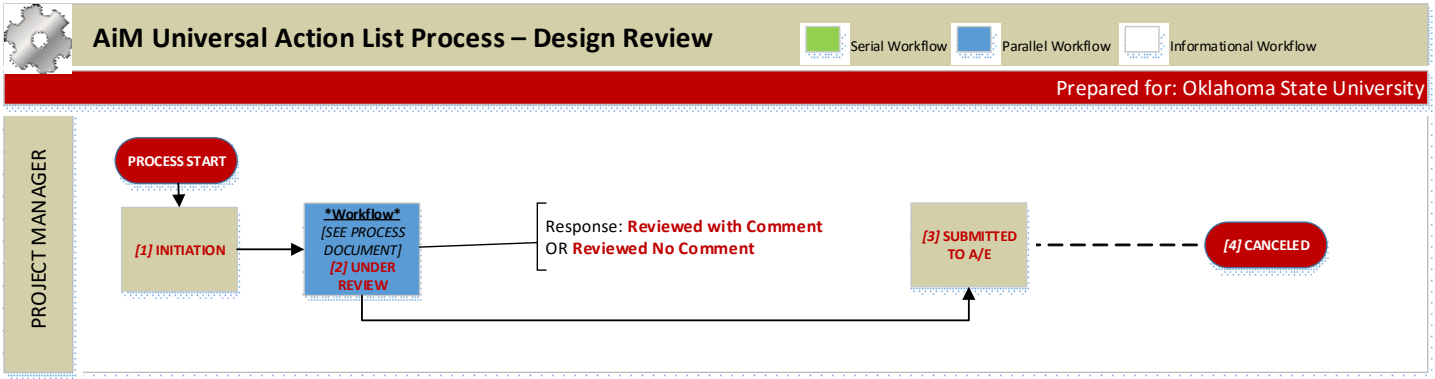 AiM Universal Action List Process – Design Review
Serial Workflow
Parallel Workflow
Informational Workflow
Prepared for: Oklahoma State University
PROJECT MANAGER
PROCESS START
[1] INITIATION
*Workflow*
[SEE PROCESS
DOCUMENT]
[2] UNDER
REVIEW
Response: Reviewed with Comment
OR Reviewed No Comment
[3] SUBMITTED
TO A/E
[4] CANCELED